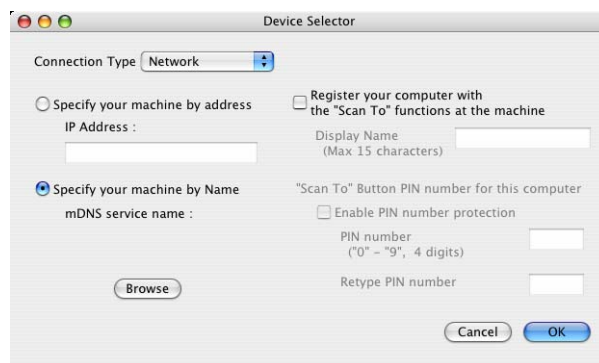 Device Selector
Connection Type Network
Specify your machine by address
IP Address :
Specify your machine by Name
mDNS service name :
Browse
Register your computer with
the "Scan To" functions at the machine
Display Name
(Max 15 characters)
"Scan To" Button PIN number for this computer
Enable PIN number protection
PIN number
("0" - "9", 4 digits)
Retype PIN number
Cancel OK